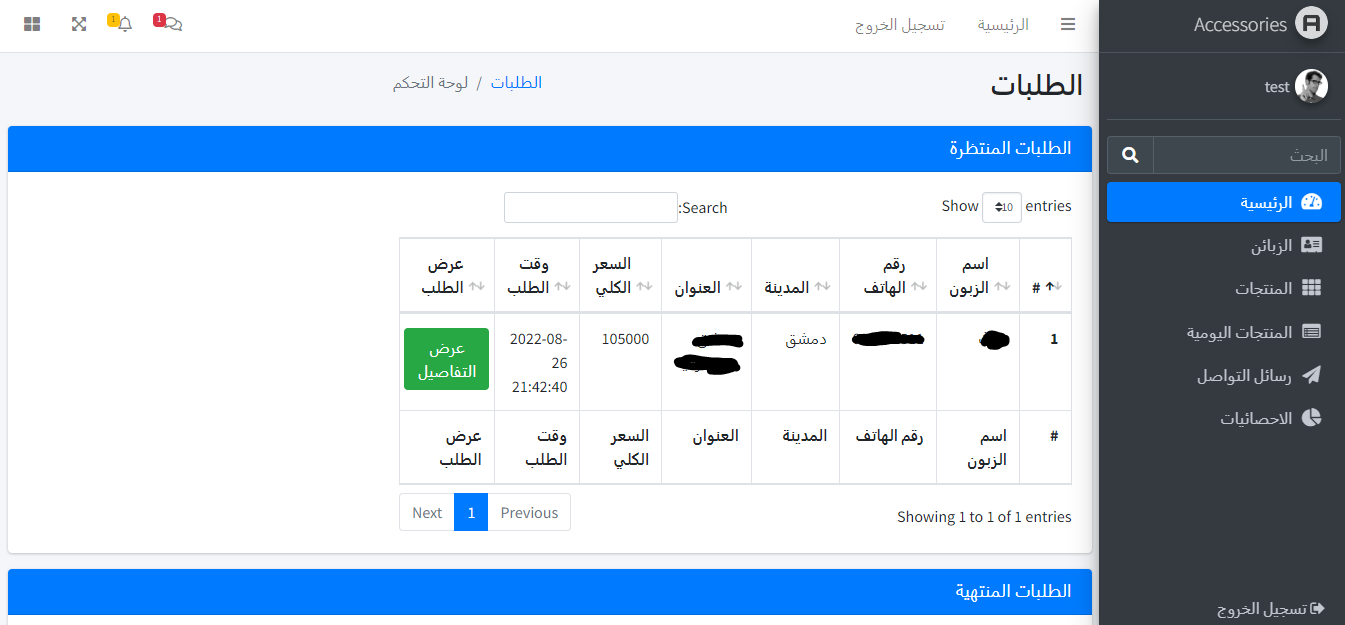 Accessories
test
البحث
الرئيسية
الزبائن
المنتجات
المنتجات اليومية
رسائل التواصل
الاحصائيات
تسجيل الخروج
الرئيسية
تسجيل الخروج
1
1
الطلبات
الطلبات / لوحة التحكم
الطلبات المنتظرة
Show 10 entries
Search:
#
اسم الزبون
رقم الهاتف
المدينة
العنوان
السعر الكلي
وقت الطلب
عرض الطلب
1
دمشق
105000
2022-08-
26
21:42:40
عرض
التفاصيل
#
اسم
الزبون
رقم الهاتف
المدينة
العنوان
السعر
الكلي
وقت
الطلب
عرض
الطلب
Showing 1 to 1 of 1 entries
Previous
1
Next
الطلبات المنتهية